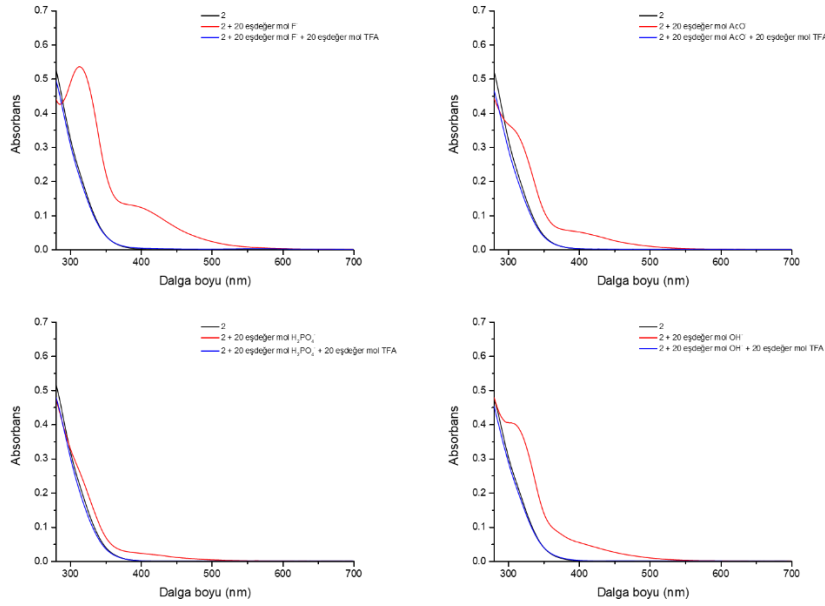 2
2 + 20 eşdeğer mol F⁻
2 + 20 eşdeğer mol F⁻ + 20 eşdeğer mol TFA
0.7
0.6
0.5
0.4
0.3
0.2
0.1
0.0
Absorbans
300 400 500 600 700
Dalga boyu (nm)
2
2 + 20 eşdeğer mol AcO⁻
2 + 20 eşdeğer mol AcO⁻ + 20 eşdeğer mol TFA
0.7
0.6
0.5
0.4
0.3
0.2
0.1
0.0
Absorbans
300 400 500 600 700
Dalga boyu (nm)
2
2 + 20 eşdeğer mol H₂PO₄⁻
2 + 20 eşdeğer mol H₂PO₄⁻ + 20 eşdeğer mol TFA
0.7
0.6
0.5
0.4
0.3
0.2
0.1
0.0
Absorbans
300 400 500 600 700
Dalga boyu (nm)
2
2 + 20 eşdeğer mol OH⁻
2 + 20 eşdeğer mol OH⁻ + 20 eşdeğer mol TFA
0.7
0.6
0.5
0.4
0.3
0.2
0.1
0.0
Absorbans
300 400 500 600 700
Dalga boyu (nm)